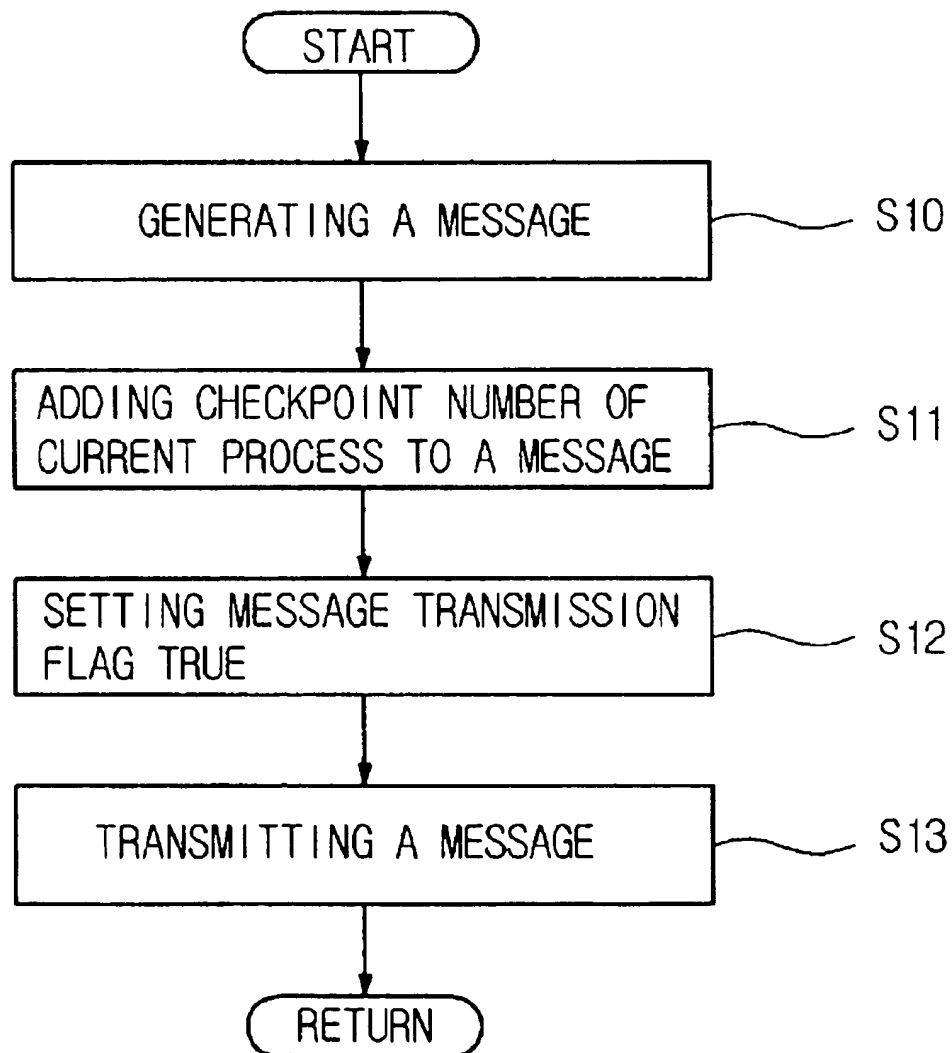 START
GENERATING A MESSAGE
S10
ADDING CHECKPOINT NUMBER OF
CURRENT PROCESS TO A MESSAGE
S11
SETTING MESSAGE TRANSMISSION
FLAG TRUE
S12
TRANSMITTING A MESSAGE
S13
RETURN